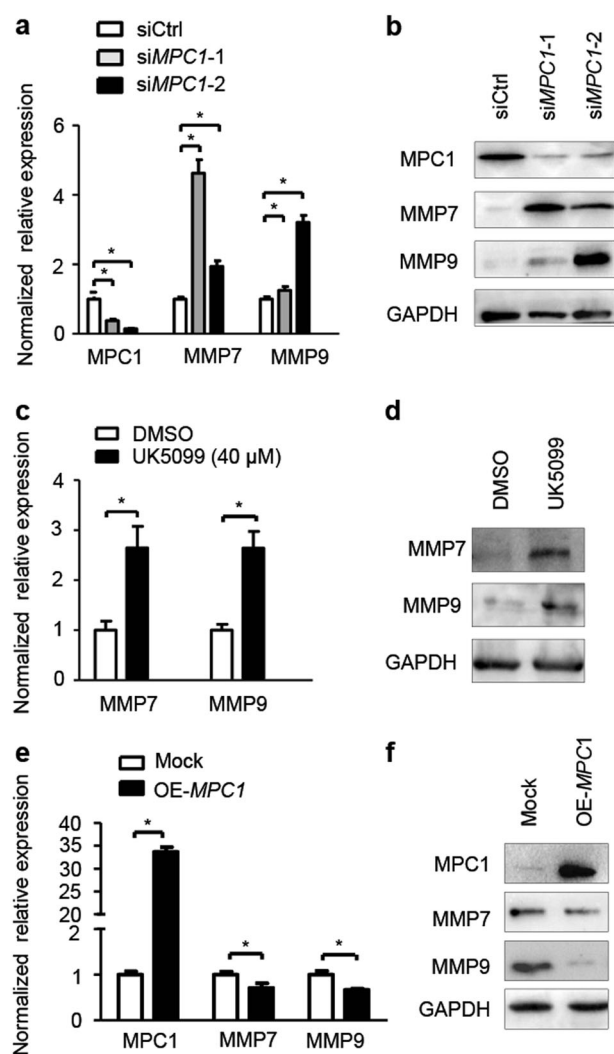 a
siCtrl
siMPC1-1
siMPC1-2
Normalized relative expression
6
4
2
0
* * * * * *
MPC1 MMP7 MMP9
b
siCtrl siMPC1-1 siMPC1-2
MPC1
MMP7
MMP9
GAPDH
c
DMSO
UK5099 (40 µM)
Normalized relative expression
4
3
2
1
0
* *
MMP7 MMP9
d
DMSO UK5099
MMP7
MMP9
GAPDH
e
Mock
OE-MPC1
Normalized relative expression
40
35
30
25
20
2
1
0
* * *
MPC1 MMP7 MMP9
f
Mock OE-MPC1
MPC1
MMP7
MMP9
GAPDH